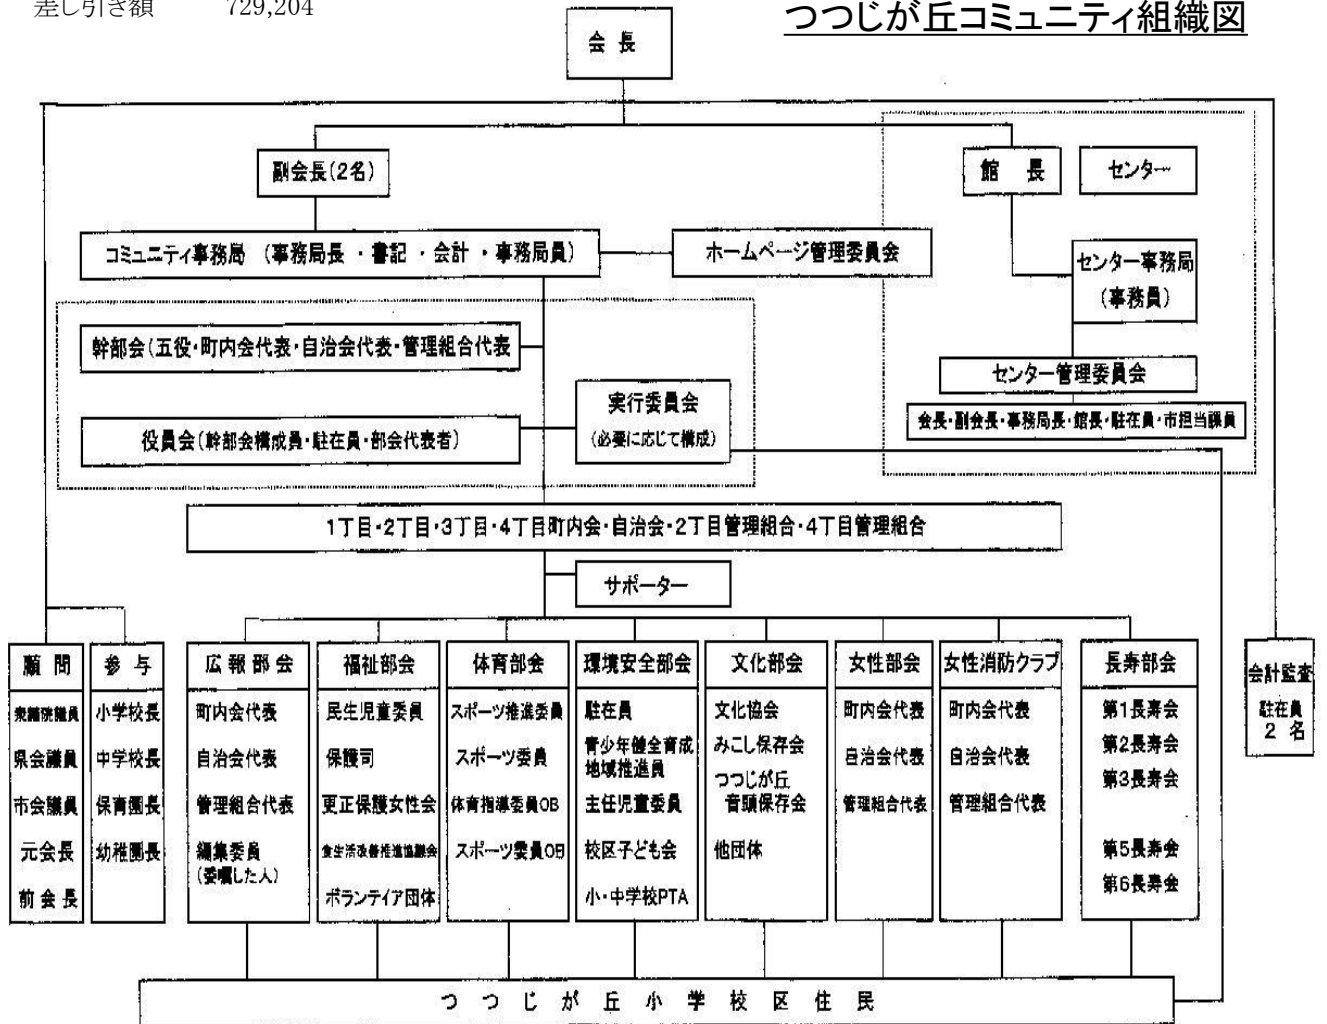 差し引き額 729,204
つつじが丘コミュニティ組織図
会 長
副会長(2名)
館 長
センター
コミュニティ事務局 (事務局長 ・ 書記 ・ 会計 ・ 事務局員)
ホームページ管理委員会
センター事務局
(事務員)
幹部会(五役・町内会代表・自治会代表・管理組合代表
センター管理委員会
会長・副会長・事務局長・館長・駐在員・市担当課員
実行委員会
(必要に応じて構成)
役員会(幹部会構成員・駐在員・部会代表者)
1丁目・2丁目・3丁目・4丁目町内会・自治会・2丁目管理組合・4丁目管理組合
サポーター
顧 問
衆議院議員
県会議員
市会議員
元会長
前会長
参 与
小学校長
中学校長
保育園長
幼稚園長
広報部会
町内会代表
自治会代表
管理組合代表
編集委員
(委嘱した人)
福祉部会
民生児童委員
保護司
更正保護女性会
食生活改善推進協議会
ボランテイア団体
体育部会
スポーツ推進委員
スポーツ委員
体育指導委員OB
スポーツ委員OB
環境安全部会
駐在員
青少年健全育成
地域推進員
主任児童委員
校区子ども会
小・中学校PTA
文化部会
文化協会
みこし保存会
つつじが丘
音頭保存会
他団体
女性部会
町内会代表
自治会代表
管理組合代表
女性消防クラブ
町内会代表
自治会代表
管理組合代表
長寿部会
第1長寿会
第2長寿会
第3長寿会
第5長寿会
第6長寿会
会計監査
駐在員
2 名
つ つ じ が 丘 小 学 校 区 住 民